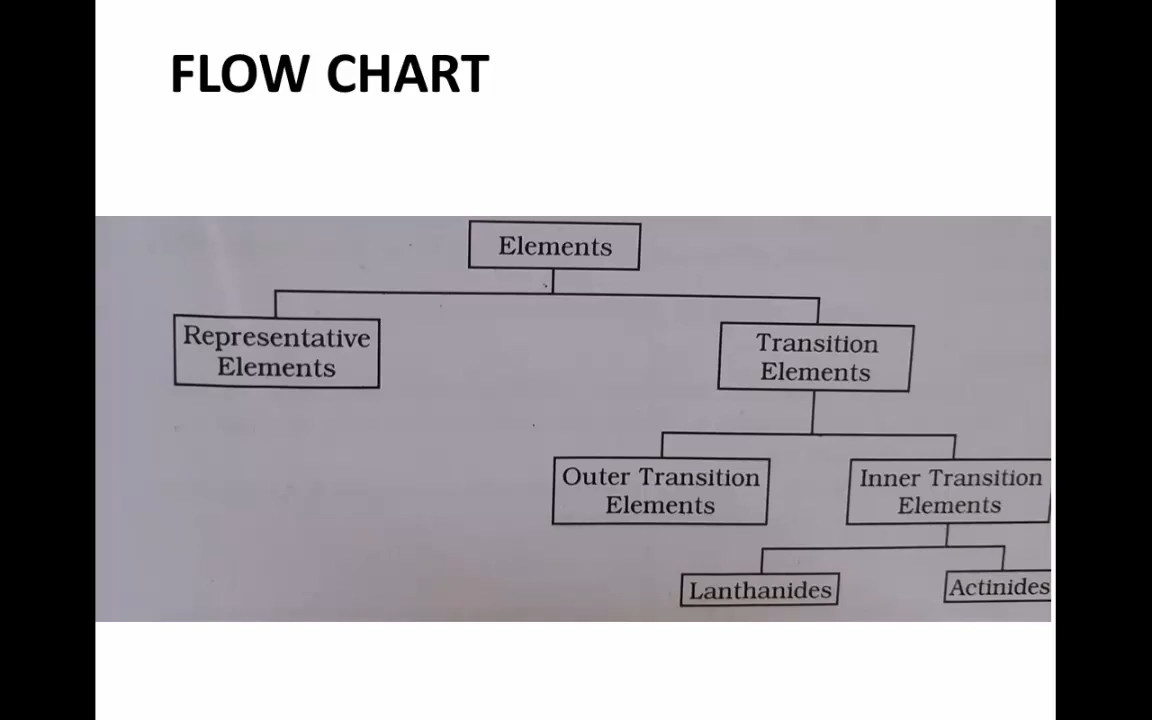 FLOW CHART
Elements
Representative
Elements
Transition
Elements
Outer Transition
Elements
Inner Transition
Elements
Lanthanides
Actinides